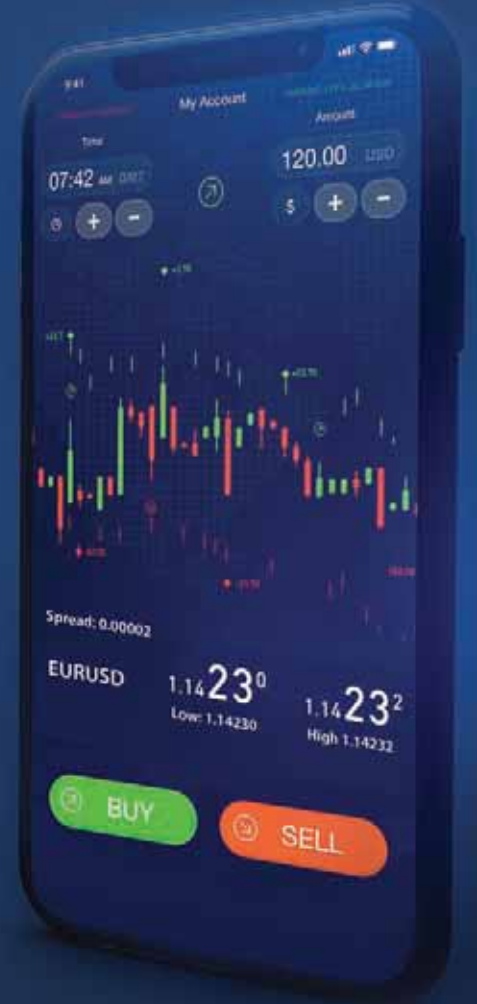 9:41
My Account
Time
Amount
07:42 AM GMT
120.00 USD
$ + −
+ −
Spread: 0.00002
EURUSD
1.14230
1.14232
Low: 1.14230
High 1.14232
BUY
SELL